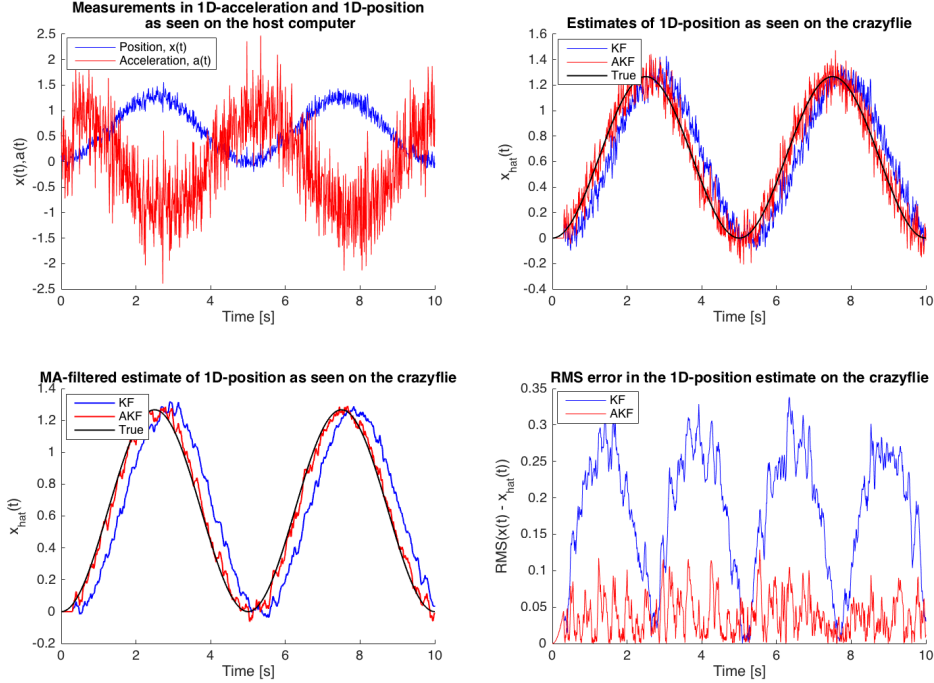 Measurements in 1D-acceleration and 1D-position
as seen on the host computer
2.5
2
1.5
1
0.5
0
-0.5
-1
-1.5
-2
-2.5
x(t),a(t)
Position, x(t)
Acceleration, a(t)
0 2 4 6 8 10
Time [s]
Estimates of 1D-position as seen on the crazyflie
1.6
1.4
1.2
1
0.8
0.6
0.4
0.2
0
-0.2
-0.4
x_hat(t)
KF
AKF
True
0 2 4 6 8 10
Time [s]
MA-filtered estimate of 1D-position as seen on the crazyflie
1.4
1.2
1
0.8
0.6
0.4
0.2
0
-0.2
x_hat(t)
KF
AKF
True
0 2 4 6 8 10
Time [s]
RMS error in the 1D-position estimate on the crazyflie
0.35
0.3
0.25
0.2
0.15
0.1
0.05
0
RMS(x(t) - x_hat(t))
KF
AKF
0 2 4 6 8 10
Time [s]